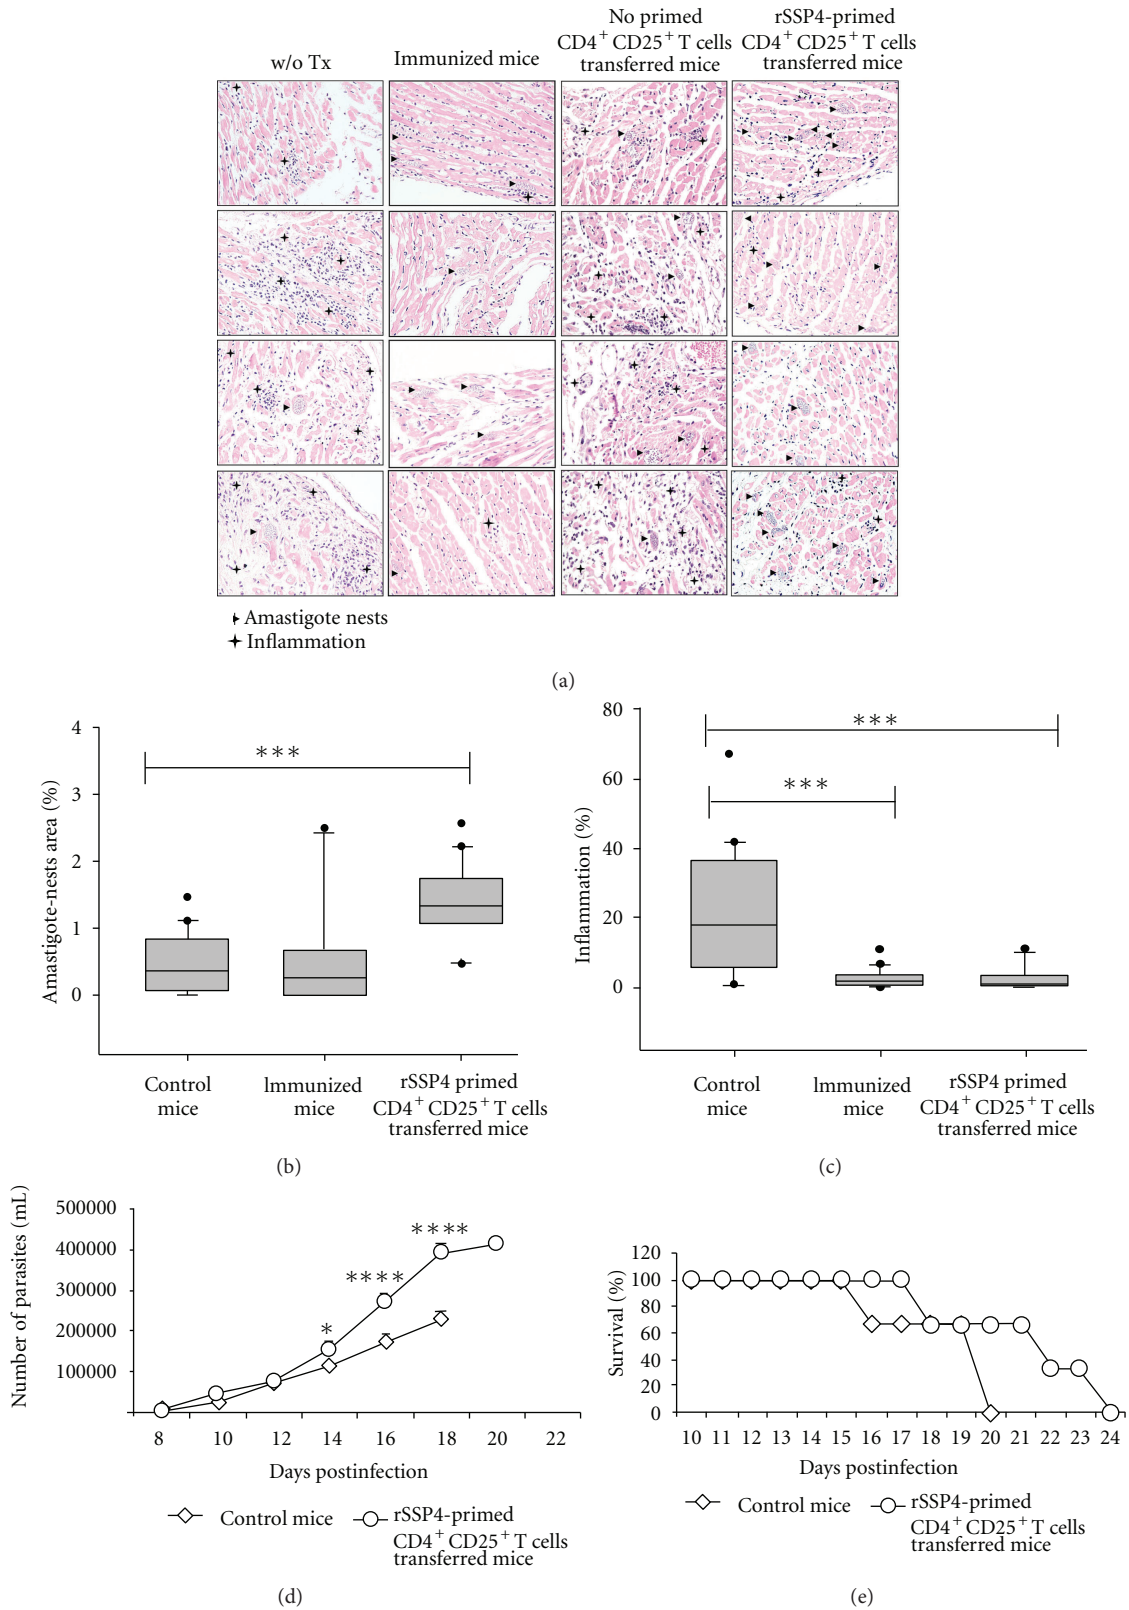 w/o Tx
Immunized mice
No primed
CD4+ CD25+ T cells
transferred mice
rSSP4-primed
CD4+ CD25+ T cells
transferred mice
Amastigote nests
Inflammation
(a)
Amastigote-nests area (%)
4
3
2
1
0
***
Control
mice
Immunized
mice
rSSP4 primed
CD4+ CD25+ T cells
transferred mice
(b)
Inflammation (%)
80
60
40
20
0
***
***
Control
mice
Immunized
mice
rSSP4 primed
CD4+ CD25+ T cells
transferred mice
(c)
Number of parasites (mL)
500000
400000
300000
200000
100000
*
****
****
8 10 12 14 16 18 20 22
Days postinfection
Control mice
rSSP4-primed
CD4+ CD25+ T cells
transferred mice
(d)
Survival (%)
120
100
80
60
40
20
0
10 11 12 13 14 15 16 17 18 19 20 21 22 23 24
Days postinfection
Control mice
rSSP4-primed
CD4+ CD25+ T cells
transferred mice
(e)